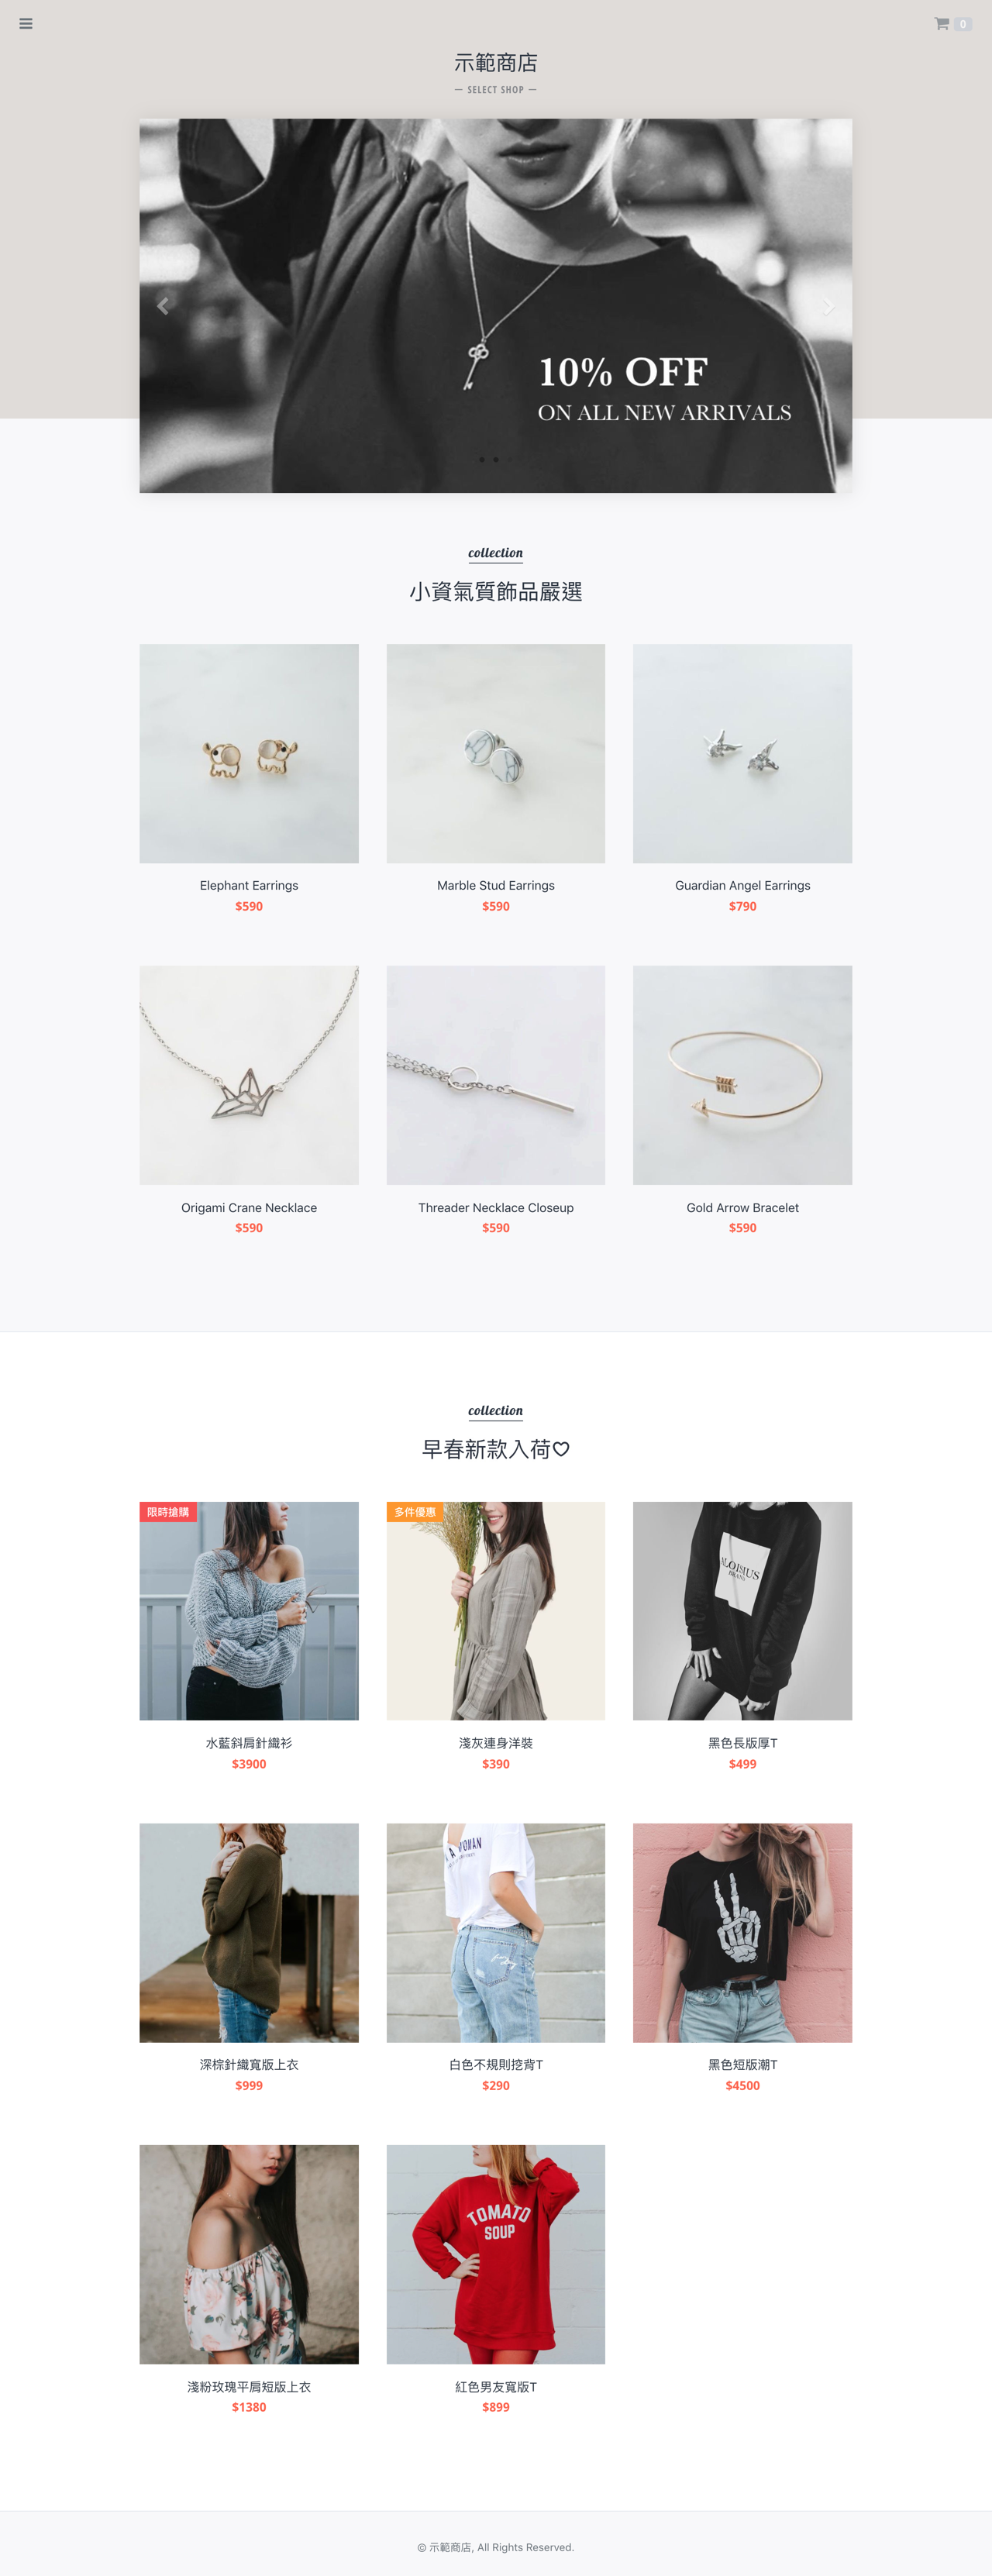 0
示範商店
— SELECT SHOP —
10% OFF
ON ALL NEW ARRIVALS
collection
小資氣質飾品嚴選
Elephant Earrings
$590
Marble Stud Earrings
$590
Guardian Angel Earrings
$790
Origami Crane Necklace
$590
Threader Necklace Closeup
$590
Gold Arrow Bracelet
$590
collection
早春新款入荷♡
限時搶購
多件優惠
ALOISIUS
BRAND
水藍斜肩針織衫
$3900
淺灰連身洋裝
$390
黑色長版厚T
$499
深棕針織寬版上衣
$999
白色不規則挖背T
$290
黑色短版潮T
$4500
TOMATO
SOUP
淺粉玫瑰平肩短版上衣
$1380
紅色男友寬版T
$899
© 示範商店, All Rights Reserved.